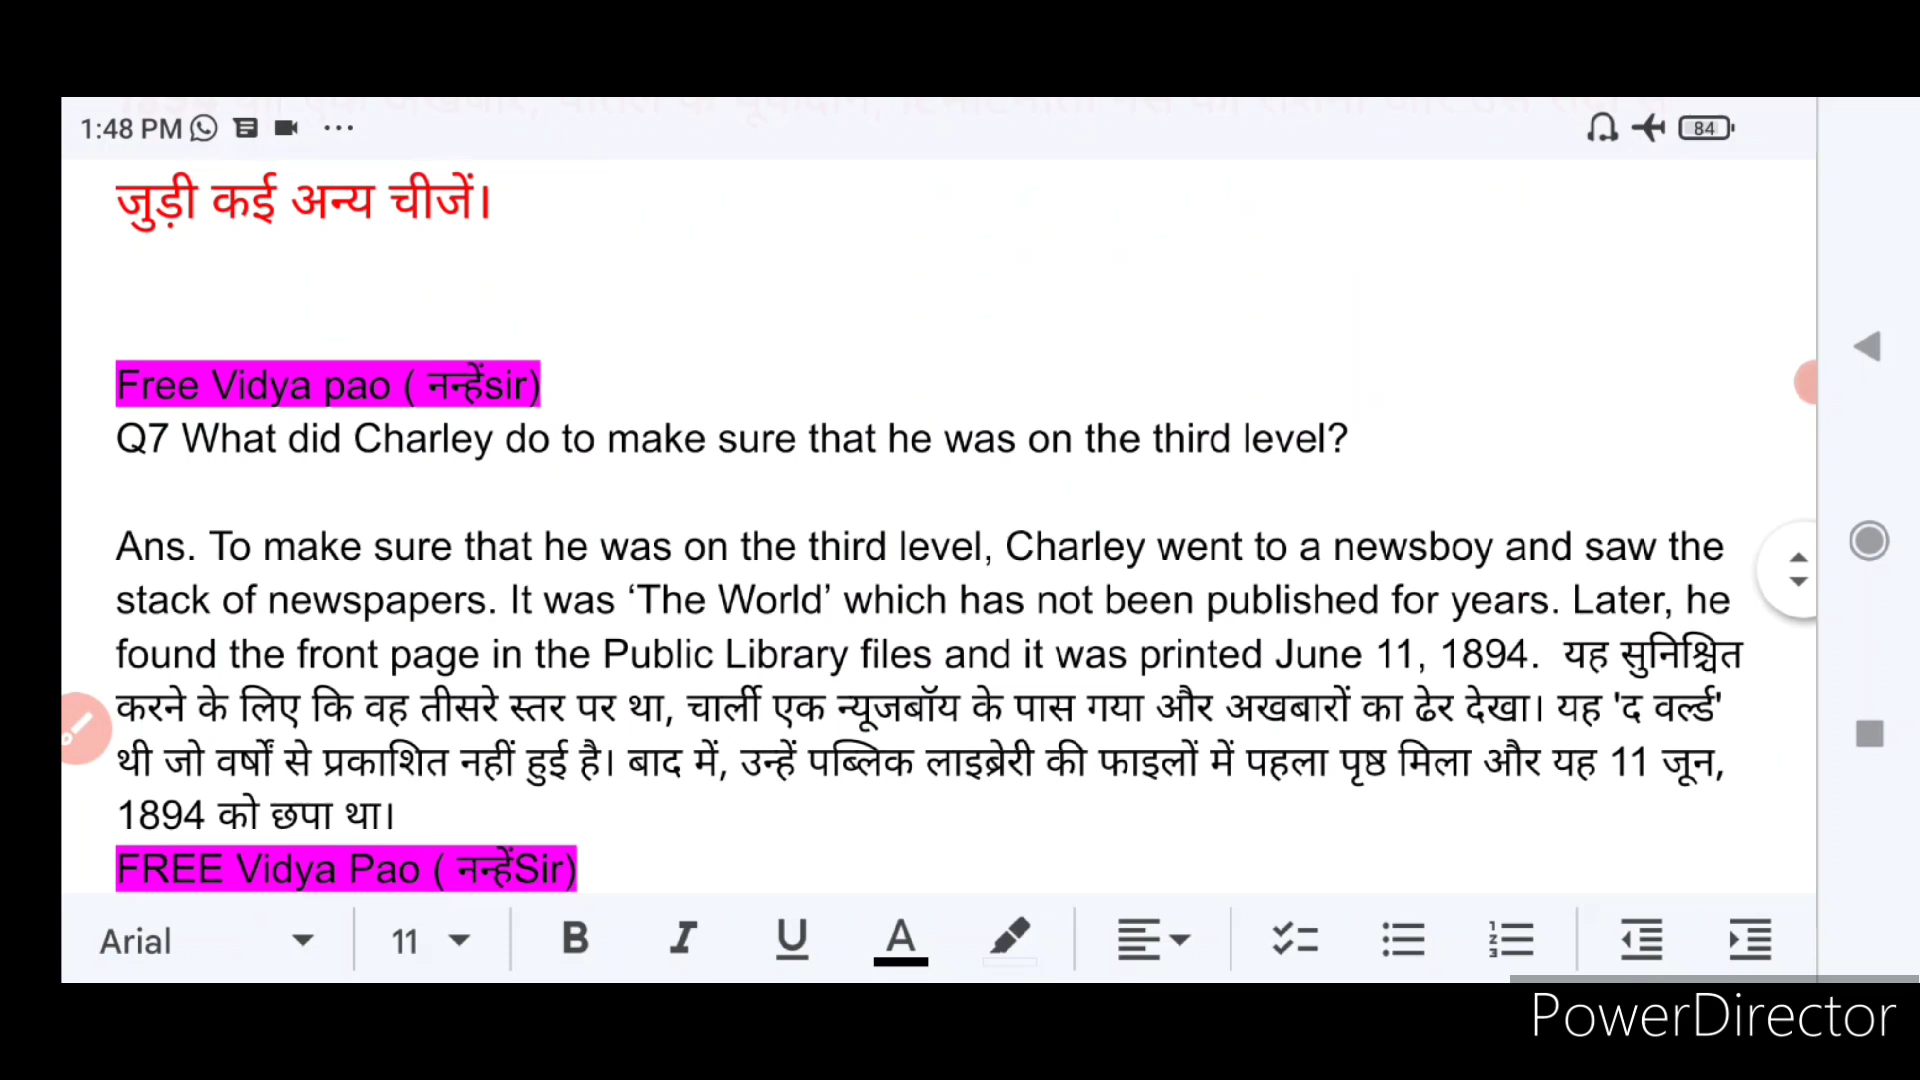 1:48 PM
84
जुड़ी कई अन्य चीजें।
Free Vidya pao ( नन्हेंsir)
Q7 What did Charley do to make sure that he was on the third level?
Ans. To make sure that he was on the third level, Charley went to a newsboy and saw the
stack of newspapers. It was ‘The World’ which has not been published for years. Later, he
found the front page in the Public Library files and it was printed June 11, 1894. यह सुनिश्चित
करने के लिए कि वह तीसरे स्तर पर था, चार्ली एक न्यूजबॉय के पास गया और अखबारों का ढेर देखा। यह 'द वर्ल्ड'
थी जो वर्षों से प्रकाशित नहीं हुई है। बाद में, उन्हें पब्लिक लाइब्रेरी की फाइलों में पहला पृष्ठ मिला और यह 11 जून,
1894 को छपा था।
FREE Vidya Pao ( नन्हेंSir)
Arial 11 B I U A
PowerDirector